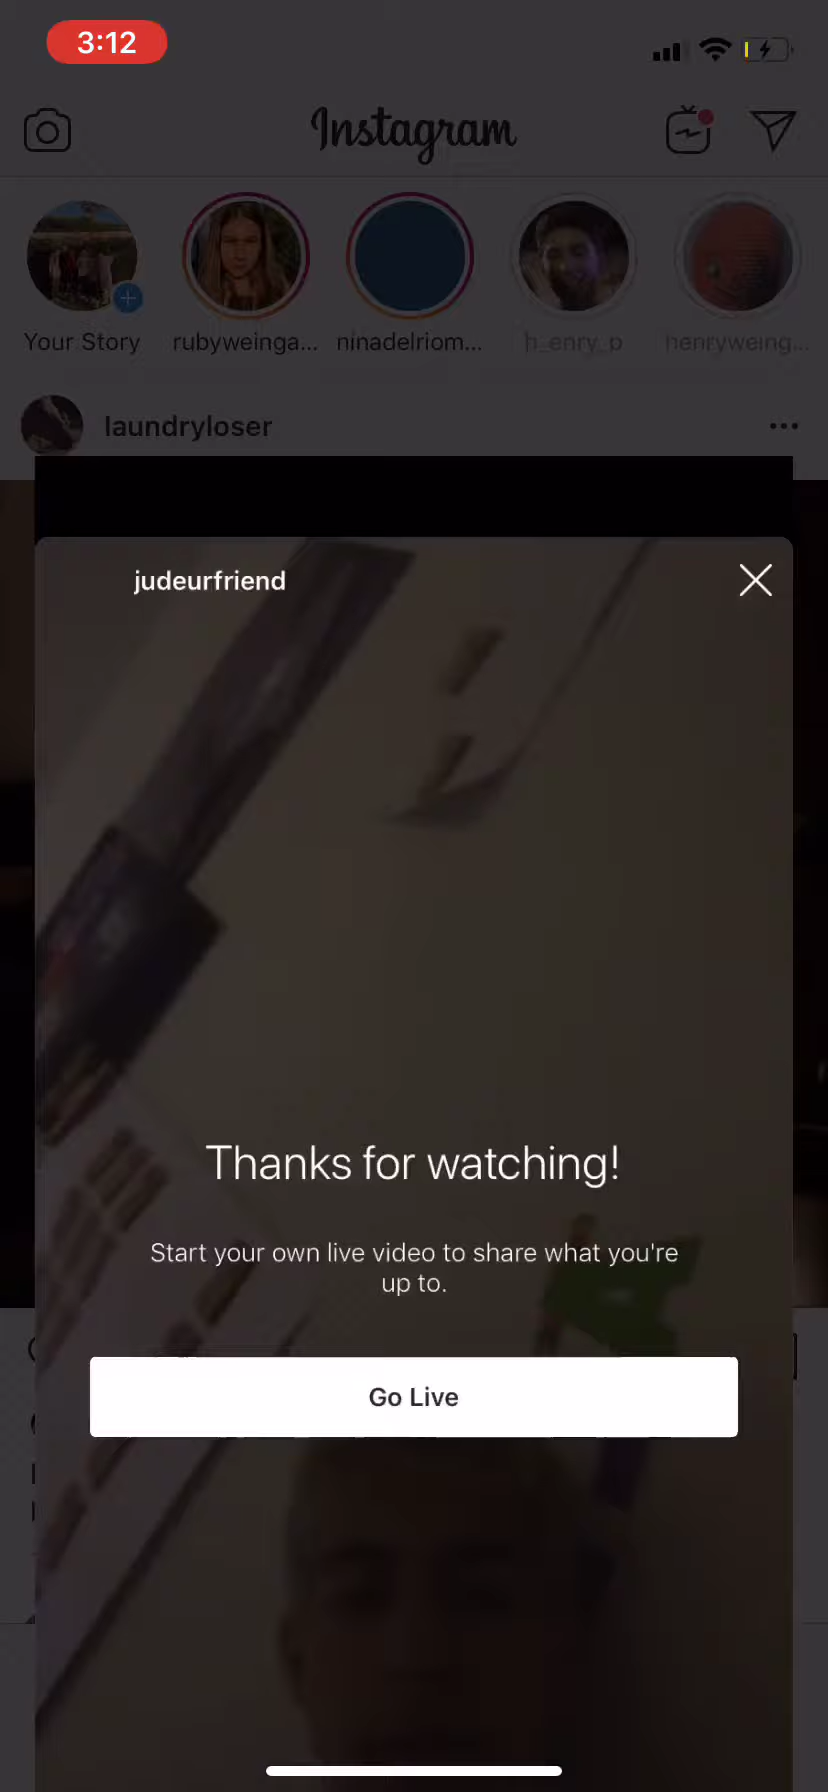 3:12
Instagram
Your Story
rubyweinga...
ninadelriom...
h_enry_p
henryweing...
laundryloser
judeurfriend
Thanks for watching!
Start your own live video to share what you're
up to.
Go Live